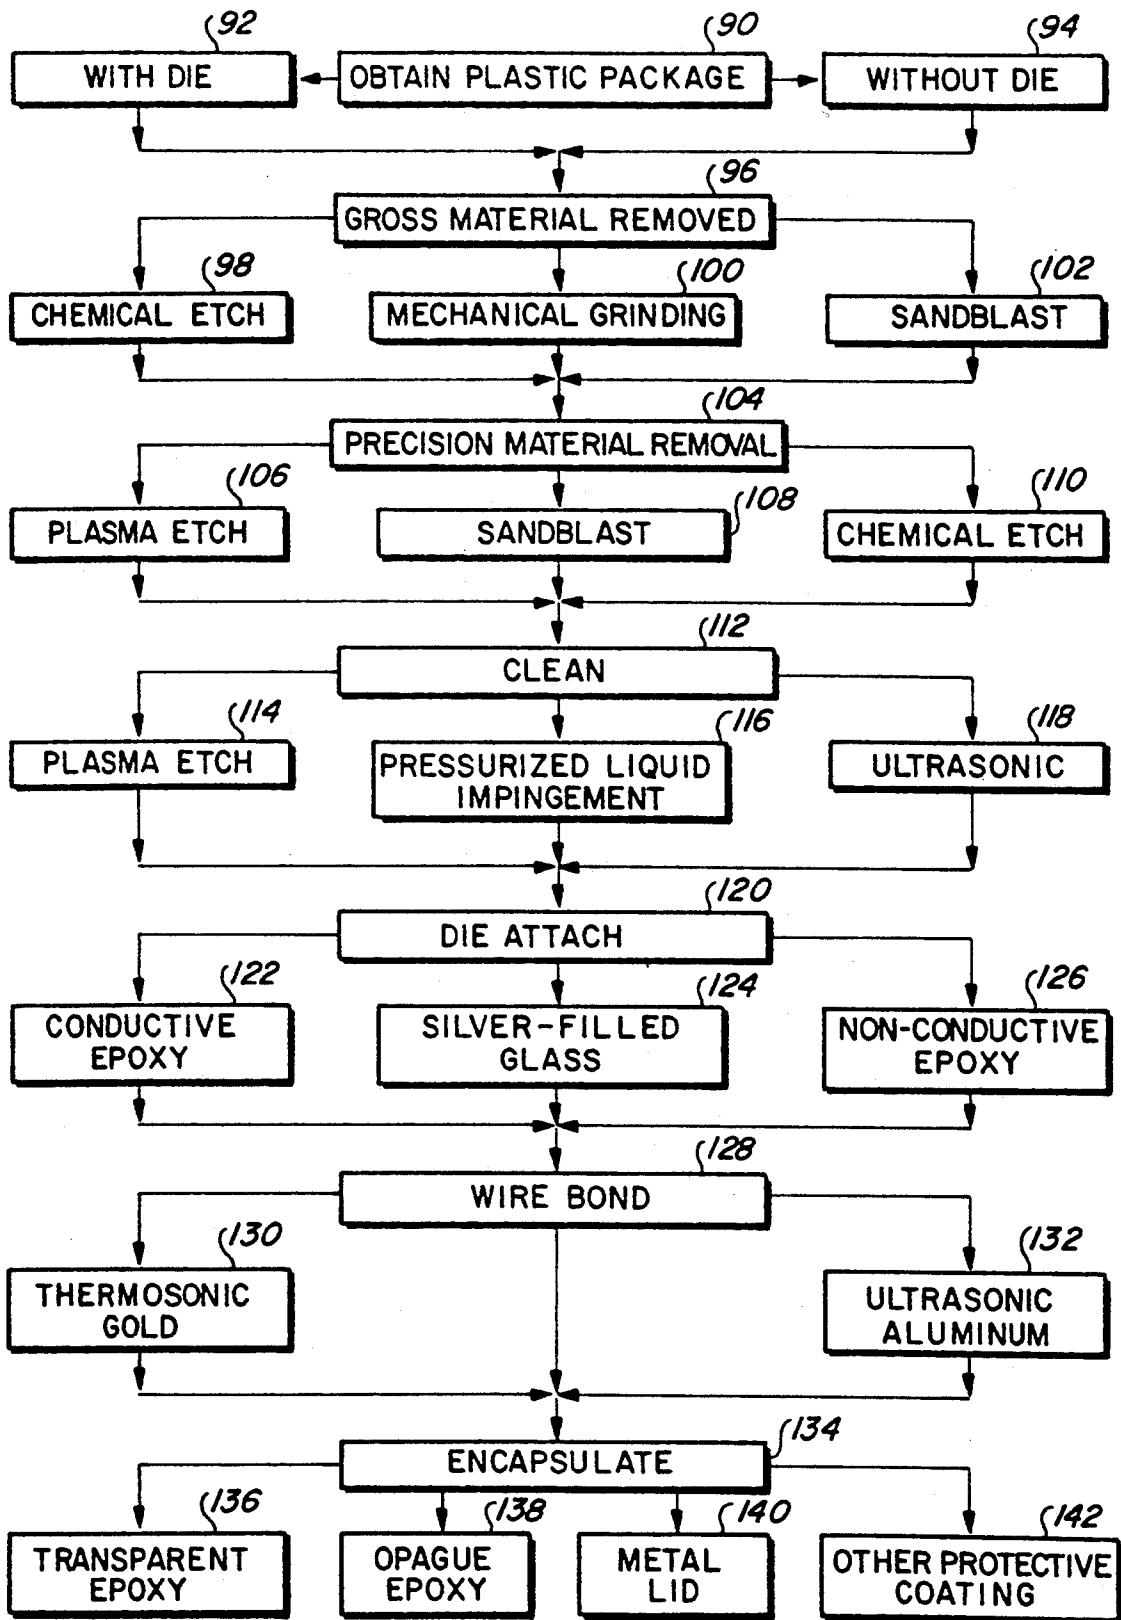 92
90
94
WITH DIE
OBTAIN PLASTIC PACKAGE
WITHOUT DIE
96
GROSS MATERIAL REMOVED
98
100
102
CHEMICAL ETCH
MECHANICAL GRINDING
SANDBLAST
104
PRECISION MATERIAL REMOVAL
106
108
110
PLASMA ETCH
SANDBLAST
CHEMICAL ETCH
112
CLEAN
114
116
118
PLASMA ETCH
PRESSURIZED LIQUID
IMPINGEMENT
ULTRASONIC
120
DIE ATTACH
122
124
126
CONDUCTIVE
EPOXY
SILVER-FILLED
GLASS
NON-CONDUCTIVE
EPOXY
128
WIRE BOND
130
132
THERMOSONIC
GOLD
ULTRASONIC
ALUMINUM
134
ENCAPSULATE
136
138
140
142
TRANSPARENT
EPOXY
OPAGUE
EPOXY
METAL
LID
OTHER PROTECTIVE
COATING